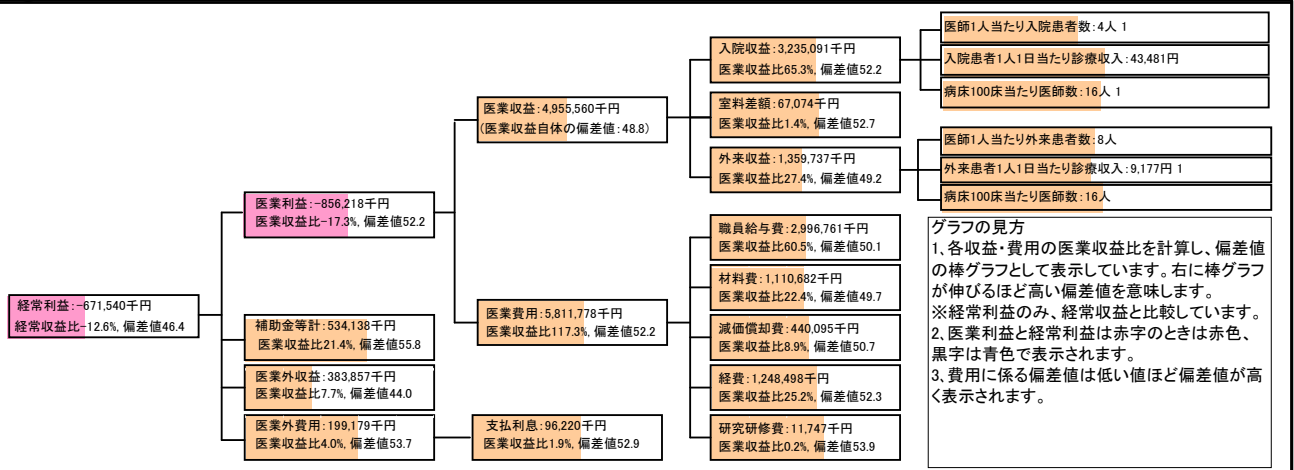 経常利益:-671,540千円
経常収益比-12.6%, 偏差値46.4
医業利益:-856,218千円
医業収益比-17.3%, 偏差値52.2
補助金等計:534,138千円
医業収益比21.4%, 偏差値55.8
医業外収益:383,857千円
医業収益比7.7%, 偏差値44.0
医業外費用:199,179千円
医業収益比4.0%, 偏差値53.7
医業収益:4,955,560千円
(医業収益自体の偏差値:48.8)
医業費用:5,811,778千円
医業収益比117.3%, 偏差値52.2
支払利息:96,220千円
医業収益比1.9%, 偏差値52.9
入院収益:3,235,091千円
医業収益比65.3%, 偏差値52.2
室料差額:67,074千円
医業収益比1.4%, 偏差値52.7
外来収益:1,359,737千円
医業収益比27.4%, 偏差値49.2
職員給与費:2,996,761千円
医業収益比60.5%, 偏差値50.1
材料費:1,110,682千円
医業収益比22.4%, 偏差値49.7
減価償却費:440,095千円
医業収益比8.9%, 偏差値50.7
経費:1,248,498千円
医業収益比25.2%, 偏差値52.3
研究研修費:11,747千円
医業収益比0.2%, 偏差値53.9
医師1人当たり入院患者数:4人 1
入院患者1人1日当たり診療収入:43,481円
病床100床当たり医師数:16人 1
医師1人当たり外来患者数:8人
外来患者1人1日当たり診療収入:9,177円 1
病床100床当たり医師数:16人
グラフの見方
1、各収益・費用の医業収益比を計算し、偏差値
の棒グラフとして表示しています。右に棒グラフ
が伸びるほど高い偏差値を意味します。
※経常利益のみ、経常収益と比較しています。
2、医業利益と経常利益は赤字のときは赤色、
黒字は青色で表示されます。
3、費用に係る偏差値は低い値ほど偏差値が高
く表示されます。